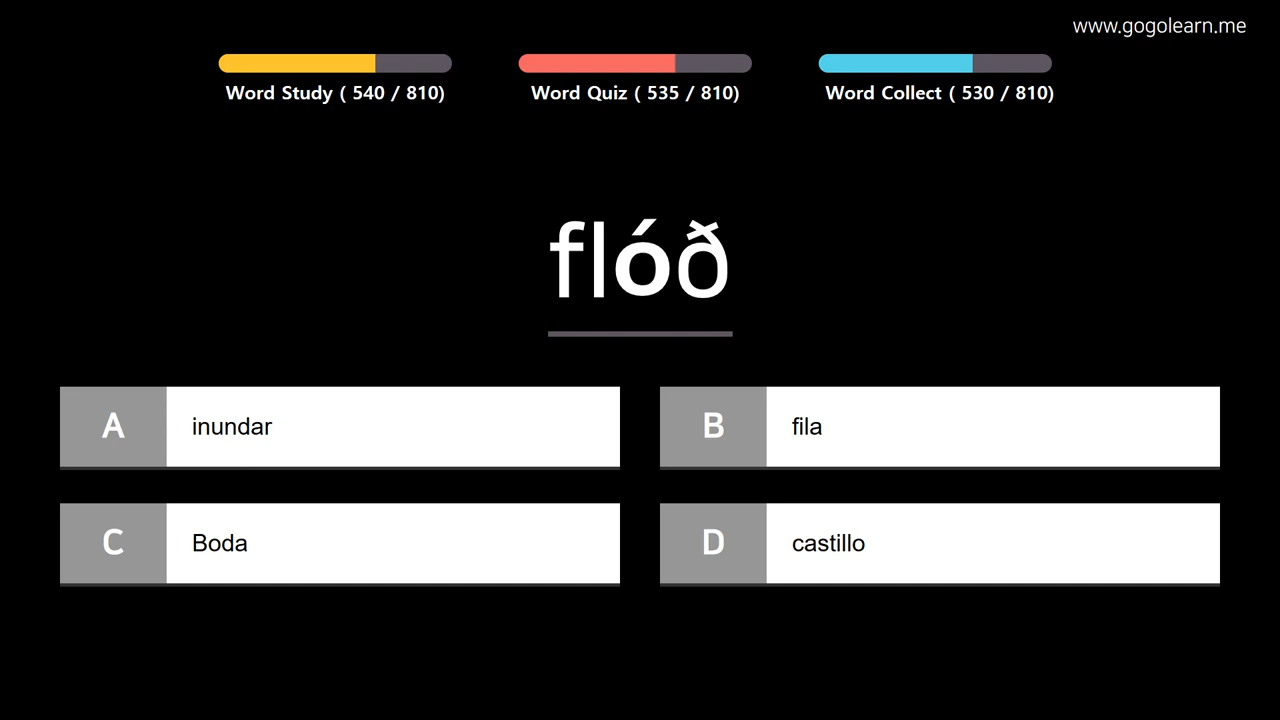 www.gogolearn.me
Word Study ( 540 / 810)
Word Quiz ( 535 / 810)
Word Collect ( 530 / 810)
flóð
A inundar
B fila
C Boda
D castillo